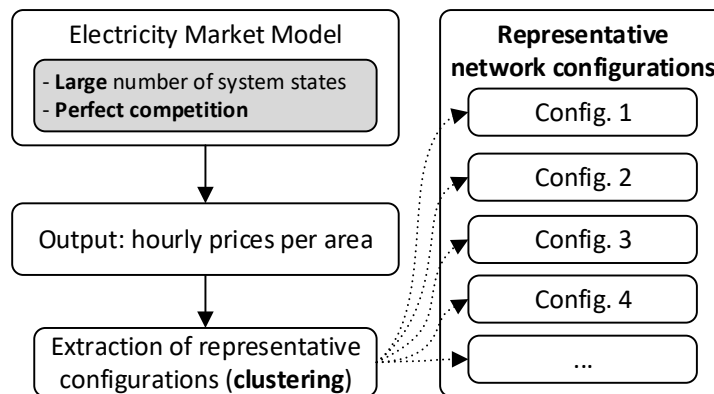 Electricity Market Model
- Large number of system states
- Perfect competition
Output: hourly prices per area
Extraction of representative
configurations (clustering)
Representative
network configurations
Config. 1
Config. 2
Config. 3
Config. 4
...